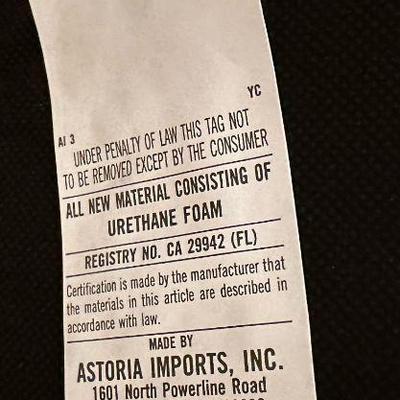 YC
AI 3
UNDER PENALTY OF LAW THIS TAG NOT
TO BE REMOVED EXCEPT BY THE CONSUMER
ALL NEW MATERIAL CONSISTING OF
URETHANE FOAM
REGISTRY NO. CA 29942 (FL)
Certification is made by the manufacturer that
the materials in this article are described in
accordance with law.
MADE BY
ASTORIA IMPORTS, INC.
1601 North Powerline Road